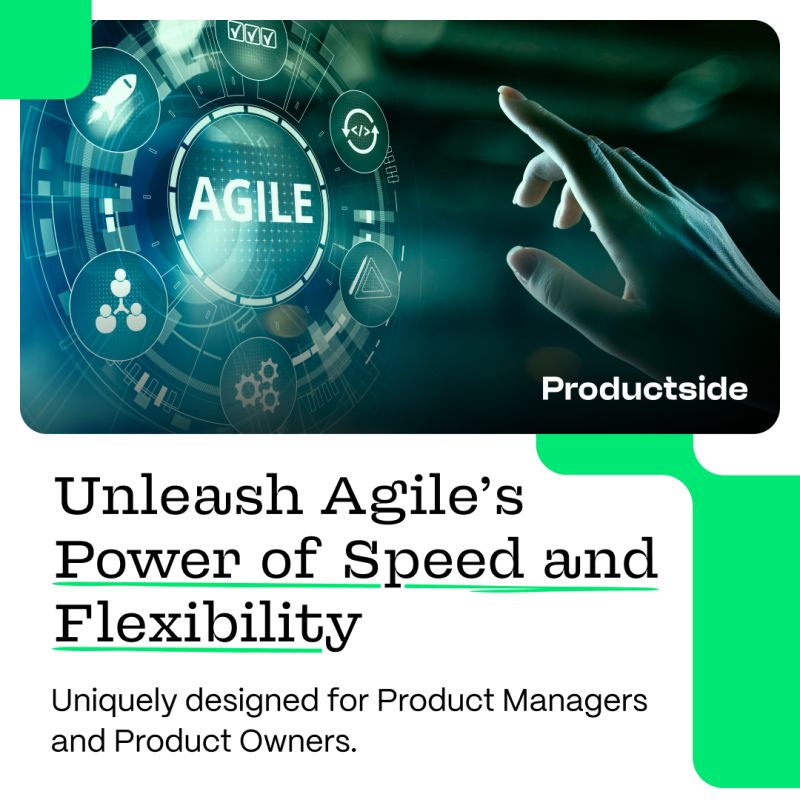 AGILE
</>
Productside
Unleash Agile’s
Power of Speed and
Flexibility
Uniquely designed for Product Managers
and Product Owners.